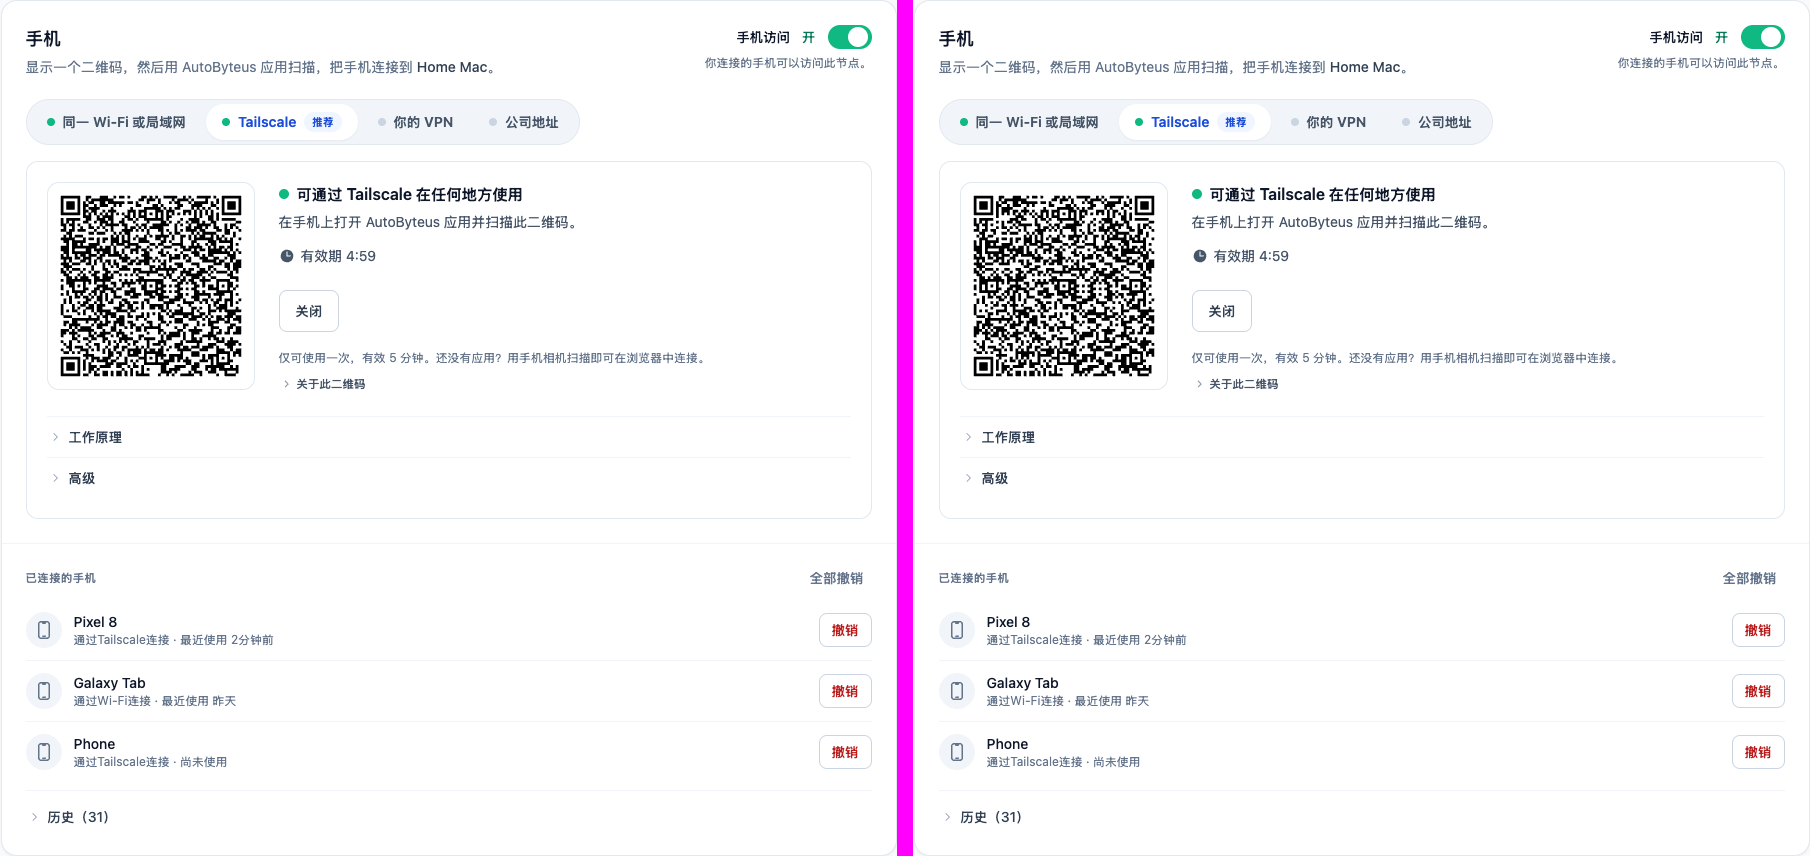 手机
手机访问 开
显示一个二维码，然后用 AutoByteus 应用扫描，把手机连接到 Home Mac。
你连接的手机可以访问此节点。
同一 Wi-Fi 或局域网
Tailscale 推荐
你的 VPN
公司地址
可通过 Tailscale 在任何地方使用
在手机上打开 AutoByteus 应用并扫描此二维码。
有效期 4:59
关闭
仅可使用一次，有效 5 分钟。还没有应用？用手机相机扫描即可在浏览器中连接。
关于此二维码
工作原理
高级
已连接的手机
全部撤销
Pixel 8
通过Tailscale连接 · 最近使用 2分钟前
撤销
Galaxy Tab
通过Wi-Fi连接 · 最近使用 昨天
撤销
Phone
通过Tailscale连接 · 尚未使用
撤销
历史（31）
手机
手机访问 开
显示一个二维码，然后用 AutoByteus 应用扫描，把手机连接到 Home Mac。
你连接的手机可以访问此节点。
同一 Wi-Fi 或局域网
Tailscale 推荐
你的 VPN
公司地址
可通过 Tailscale 在任何地方使用
在手机上打开 AutoByteus 应用并扫描此二维码。
有效期 4:59
关闭
仅可使用一次，有效 5 分钟。还没有应用？用手机相机扫描即可在浏览器中连接。
关于此二维码
工作原理
高级
已连接的手机
全部撤销
Pixel 8
通过Tailscale连接 · 最近使用 2分钟前
撤销
Galaxy Tab
通过Wi-Fi连接 · 最近使用 昨天
撤销
Phone
通过Tailscale连接 · 尚未使用
撤销
历史（31）